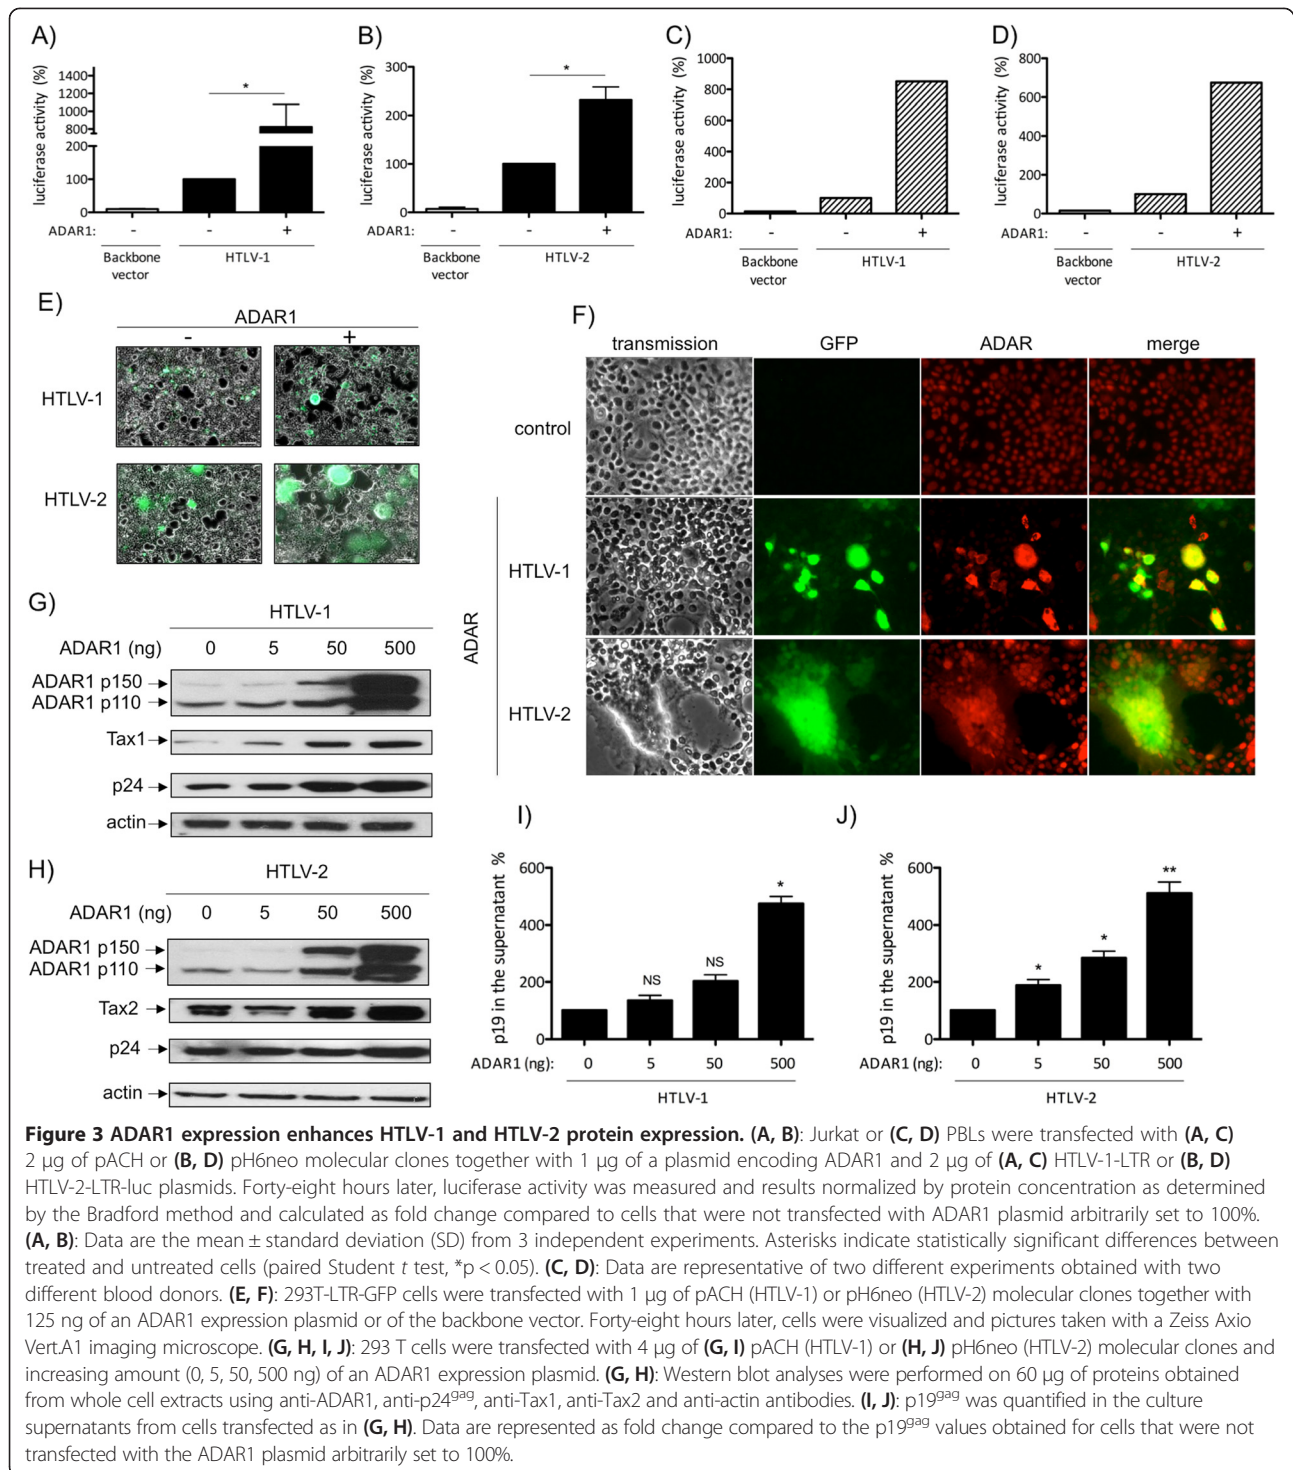 A)
luciferase activity (%)
1400
1200
1000
800
200
100
0
*
ADAR1: - - +
Backbone vector
HTLV-1
B)
luciferase activity (%)
300
200
100
0
*
ADAR1: - - +
Backbone vector
HTLV-2
C)
luciferase activity (%)
1000
800
600
400
200
0
ADAR1: - - +
Backbone vector
HTLV-1
D)
luciferase activity (%)
800
600
400
200
0
ADAR1: - - +
Backbone vector
HTLV-2
E)
ADAR1
- +
HTLV-1
HTLV-2
F)
transmission GFP ADAR merge
control
ADAR
HTLV-1
HTLV-2
G)
HTLV-1
ADAR1 (ng) 0 5 50 500
ADAR1 p150
ADAR1 p110
Tax1
p24
actin
H)
HTLV-2
ADAR1 (ng) 0 5 50 500
ADAR1 p150
ADAR1 p110
Tax2
p24
actin
I)
p19 in the supernatant %
600
400
200
0
NS NS *
ADAR1 (ng): 0 5 50 500
HTLV-1
J)
p19 in the supernatant %
600
400
200
0
* * **
ADAR1 (ng): 0 5 50 500
HTLV-2
Figure 3 ADAR1 expression enhances HTLV-1 and HTLV-2 protein expression. (A, B): Jurkat or (C, D) PBLs were transfected with (A, C)
2 μg of pACH or (B, D) pH6neo molecular clones together with 1 μg of a plasmid encoding ADAR1 and 2 μg of (A, C) HTLV-1-LTR or (B, D)
HTLV-2-LTR-luc plasmids. Forty-eight hours later, luciferase activity was measured and results normalized by protein concentration as determined
by the Bradford method and calculated as fold change compared to cells that were not transfected with ADAR1 plasmid arbitrarily set to 100%.
(A, B): Data are the mean ± standard deviation (SD) from 3 independent experiments. Asterisks indicate statistically significant differences between
treated and untreated cells (paired Student t test, *p < 0.05). (C, D): Data are representative of two different experiments obtained with two
different blood donors. (E, F): 293T-LTR-GFP cells were transfected with 1 μg of pACH (HTLV-1) or pH6neo (HTLV-2) molecular clones together with
125 ng of an ADAR1 expression plasmid or of the backbone vector. Forty-eight hours later, cells were visualized and pictures taken with a Zeiss Axio
Vert.A1 imaging microscope. (G, H, I, J): 293 T cells were transfected with 4 μg of (G, I) pACH (HTLV-1) or (H, J) pH6neo (HTLV-2) molecular clones and
increasing amount (0, 5, 50, 500 ng) of an ADAR1 expression plasmid. (G, H): Western blot analyses were performed on 60 μg of proteins obtained
from whole cell extracts using anti-ADAR1, anti-p24gag, anti-Tax1, anti-Tax2 and anti-actin antibodies. (I, J): p19gag was quantified in the culture
supernatants from cells transfected as in (G, H). Data are represented as fold change compared to the p19gag values obtained for cells that were not
transfected with the ADAR1 plasmid arbitrarily set to 100%.